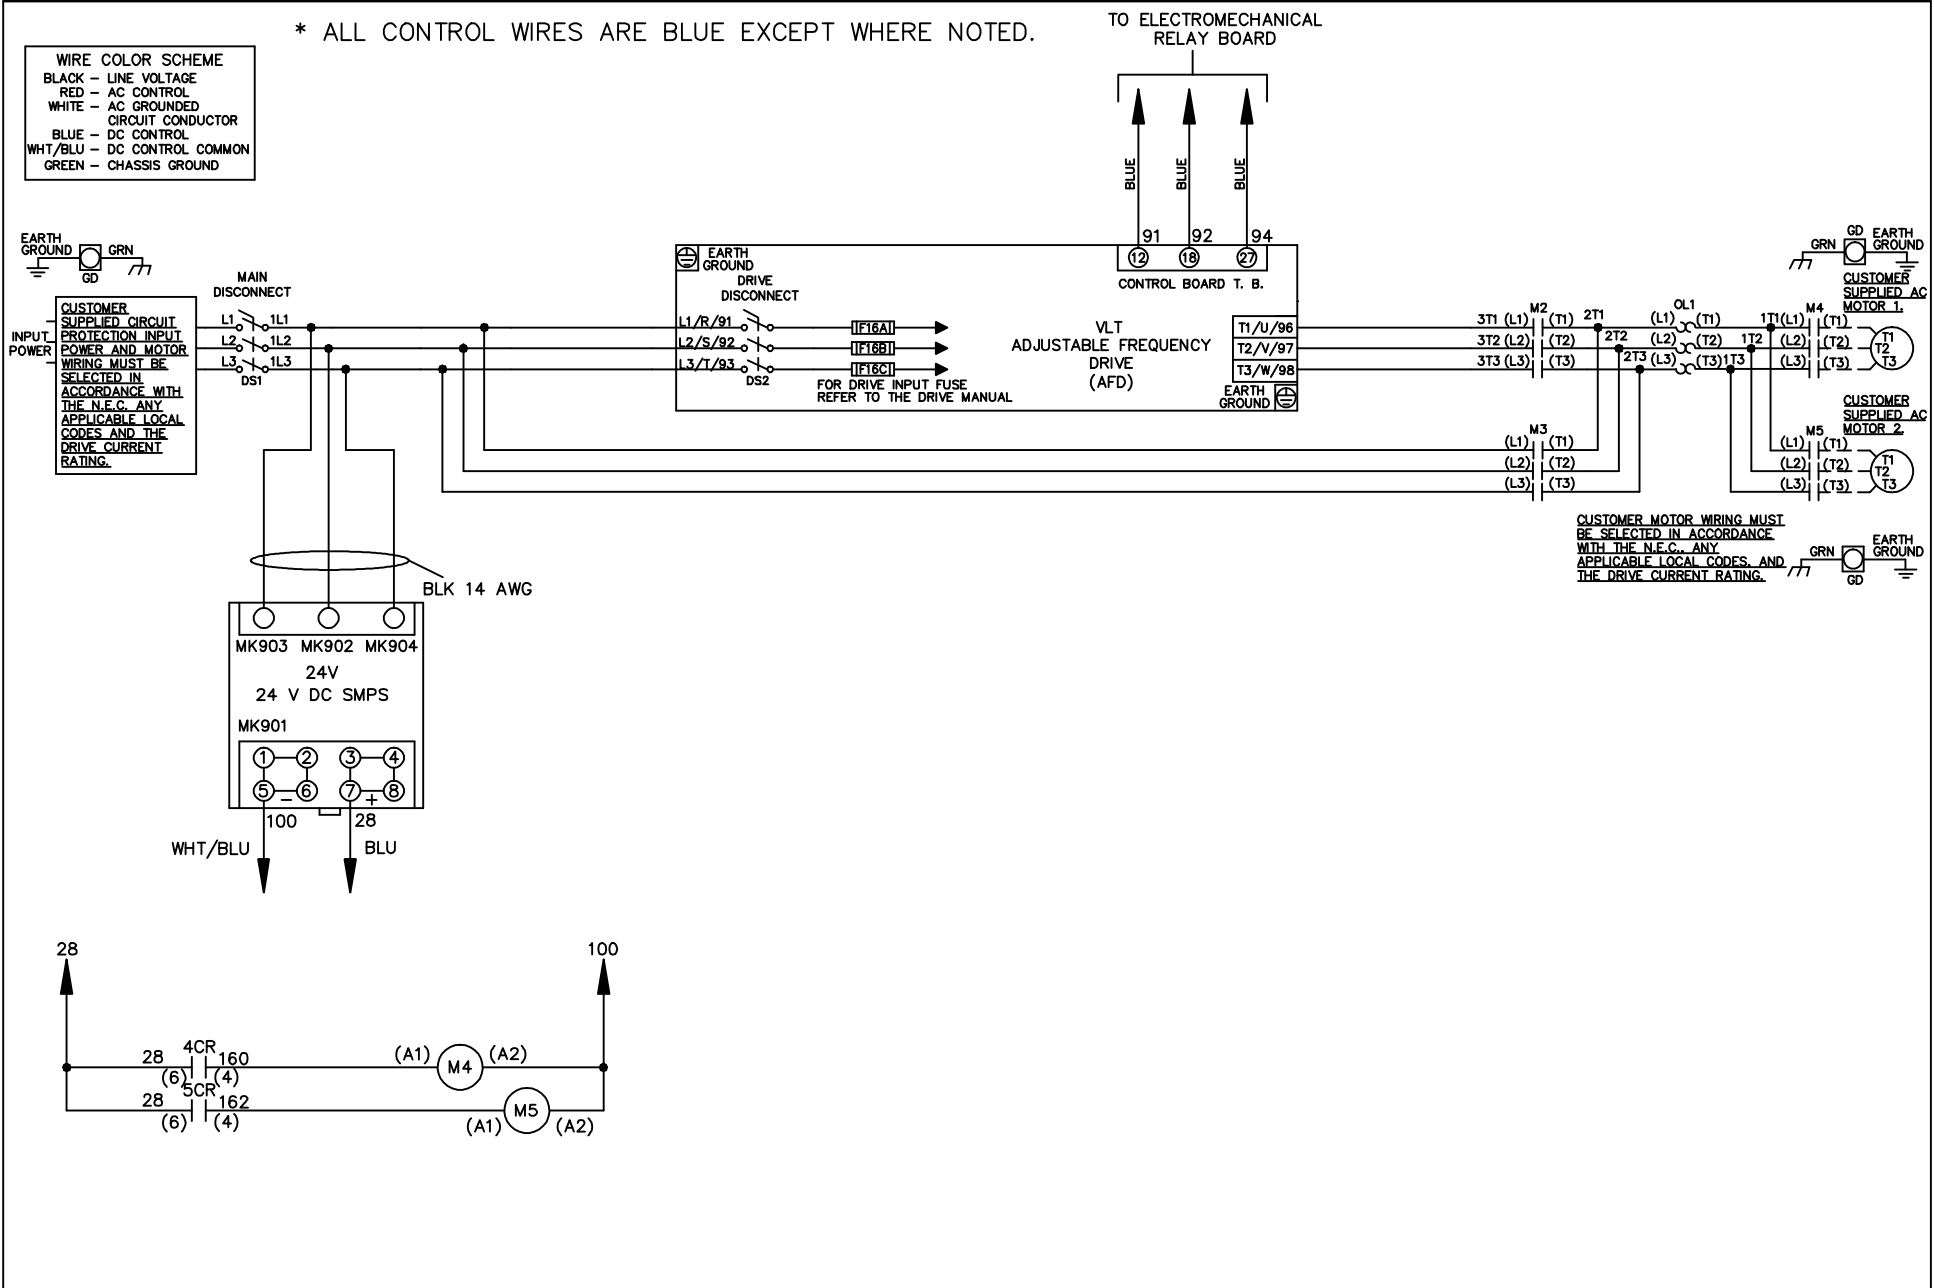 * ALL CONTROL WIRES ARE BLUE EXCEPT WHERE NOTED.
TO ELECTROMECHANICAL
RELAY BOARD
WIRE COLOR SCHEME
BLACK – LINE VOLTAGE
RED – AC CONTROL
WHITE – AC GROUNDED
CIRCUIT CONDUCTOR
BLUE – DC CONTROL
WHT/BLU – DC CONTROL COMMON
GREEN – CHASSIS GROUND
BLUE
BLUE
BLUE
91
92
94
12
18
27
CONTROL BOARD T. B.
EARTH
GROUND
GRN
GD
MAIN
DISCONNECT
INPUT
POWER
CUSTOMER
SUPPLIED CIRCUIT
PROTECTION INPUT
POWER AND MOTOR
WIRING MUST BE
SELECTED IN
ACCORDANCE WITH
THE N.E.C. ANY
APPLICABLE LOCAL
CODES AND THE
DRIVE CURRENT
RATING.
L1 1L1
L2 1L2
L3 1L3
DS1
EARTH
GROUND
DRIVE
DISCONNECT
L1/R/91
L2/S/92
L3/T/93
DS2
F16A
F16B
F16C
FOR DRIVE INPUT FUSE
REFER TO THE DRIVE MANUAL
VLT
ADJUSTABLE FREQUENCY
DRIVE
(AFD)
T1/U/96
T2/V/97
T3/W/98
EARTH
GROUND
M2
3T1 (L1) (T1) 2T1
3T2 (L2) (T2) 2T2
3T3 (L3) (T3) 2T3
OL1
(L1) (T1) 1T1
(L2) (T2) 1T2
(L3) (T3) 1T3
M4
(L1) (T1)
(L2) (T2)
(L3) (T3)
GRN
GD
EARTH
GROUND
CUSTOMER
SUPPLIED AC
MOTOR 1.
T1
T2
T3
M3
(L1) (T1)
(L2) (T2)
(L3) (T3)
M5
(L1) (T1)
(L2) (T2)
(L3) (T3)
CUSTOMER
SUPPLIED AC
MOTOR 2.
T1
T2
T3
CUSTOMER MOTOR WIRING MUST
BE SELECTED IN ACCORDANCE
WITH THE N.E.C., ANY
APPLICABLE LOCAL CODES, AND
THE DRIVE CURRENT RATING.
GRN
GD
EARTH
GROUND
BLK 14 AWG
MK903 MK902 MK904
24V
24 V DC SMPS
MK901
1 2 3 4
5 – 6 7 + 8
100
28
WHT/BLU
BLU
28
100
28 4CR 160
(6) (4)
(A1) M4 (A2)
28 5CR 162
(6) (4)
(A1) M5 (A2)